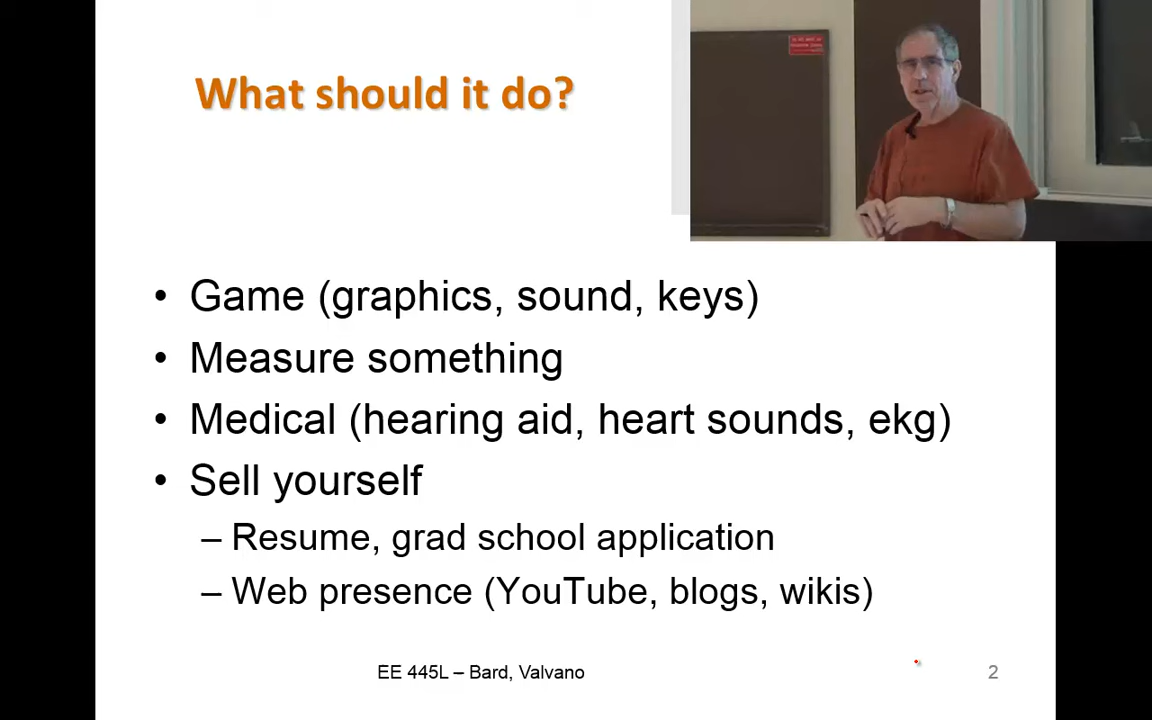 What should it do?
• Game (graphics, sound, keys)
• Measure something
• Medical (hearing aid, heart sounds, ekg)
• Sell yourself
– Resume, grad school application
– Web presence (YouTube, blogs, wikis)
EE 445L – Bard, Valvano
2